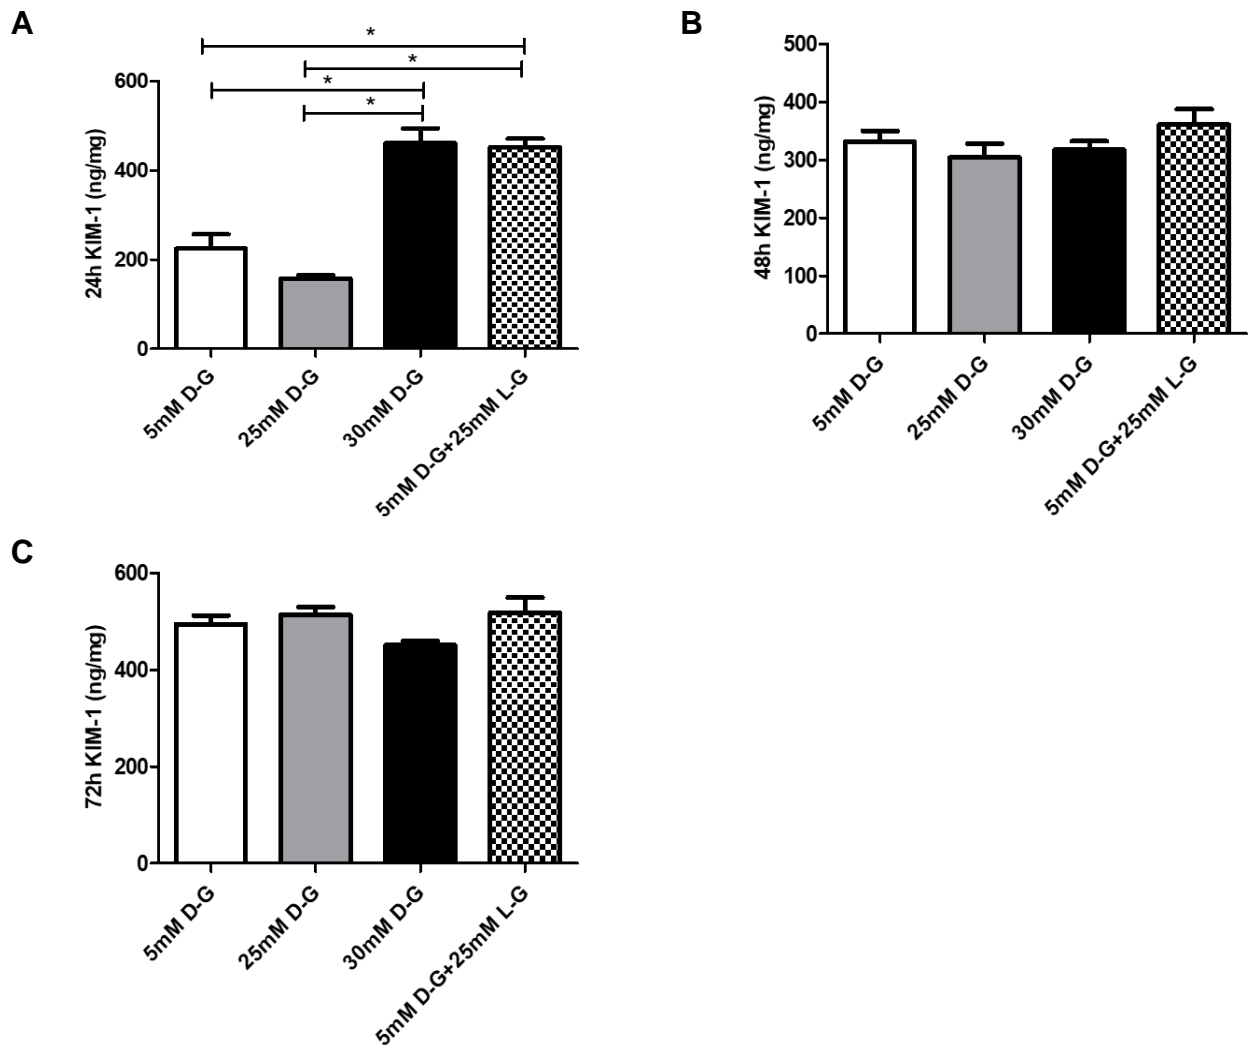 A
*
*
*
*
24h KIM-1 (ng/mg)
600
400
200
0
5mM D-G
25mM D-G
30mM D-G
5mM D-G+25mM L-G
B
48h KIM-1 (ng/mg)
500
400
300
200
100
0
5mM D-G
25mM D-G
30mM D-G
5mM D-G+25mM L-G
C
72h KIM-1 (ng/mg)
600
400
200
0
5mM D-G
25mM D-G
30mM D-G
5mM D-G+25mM L-G